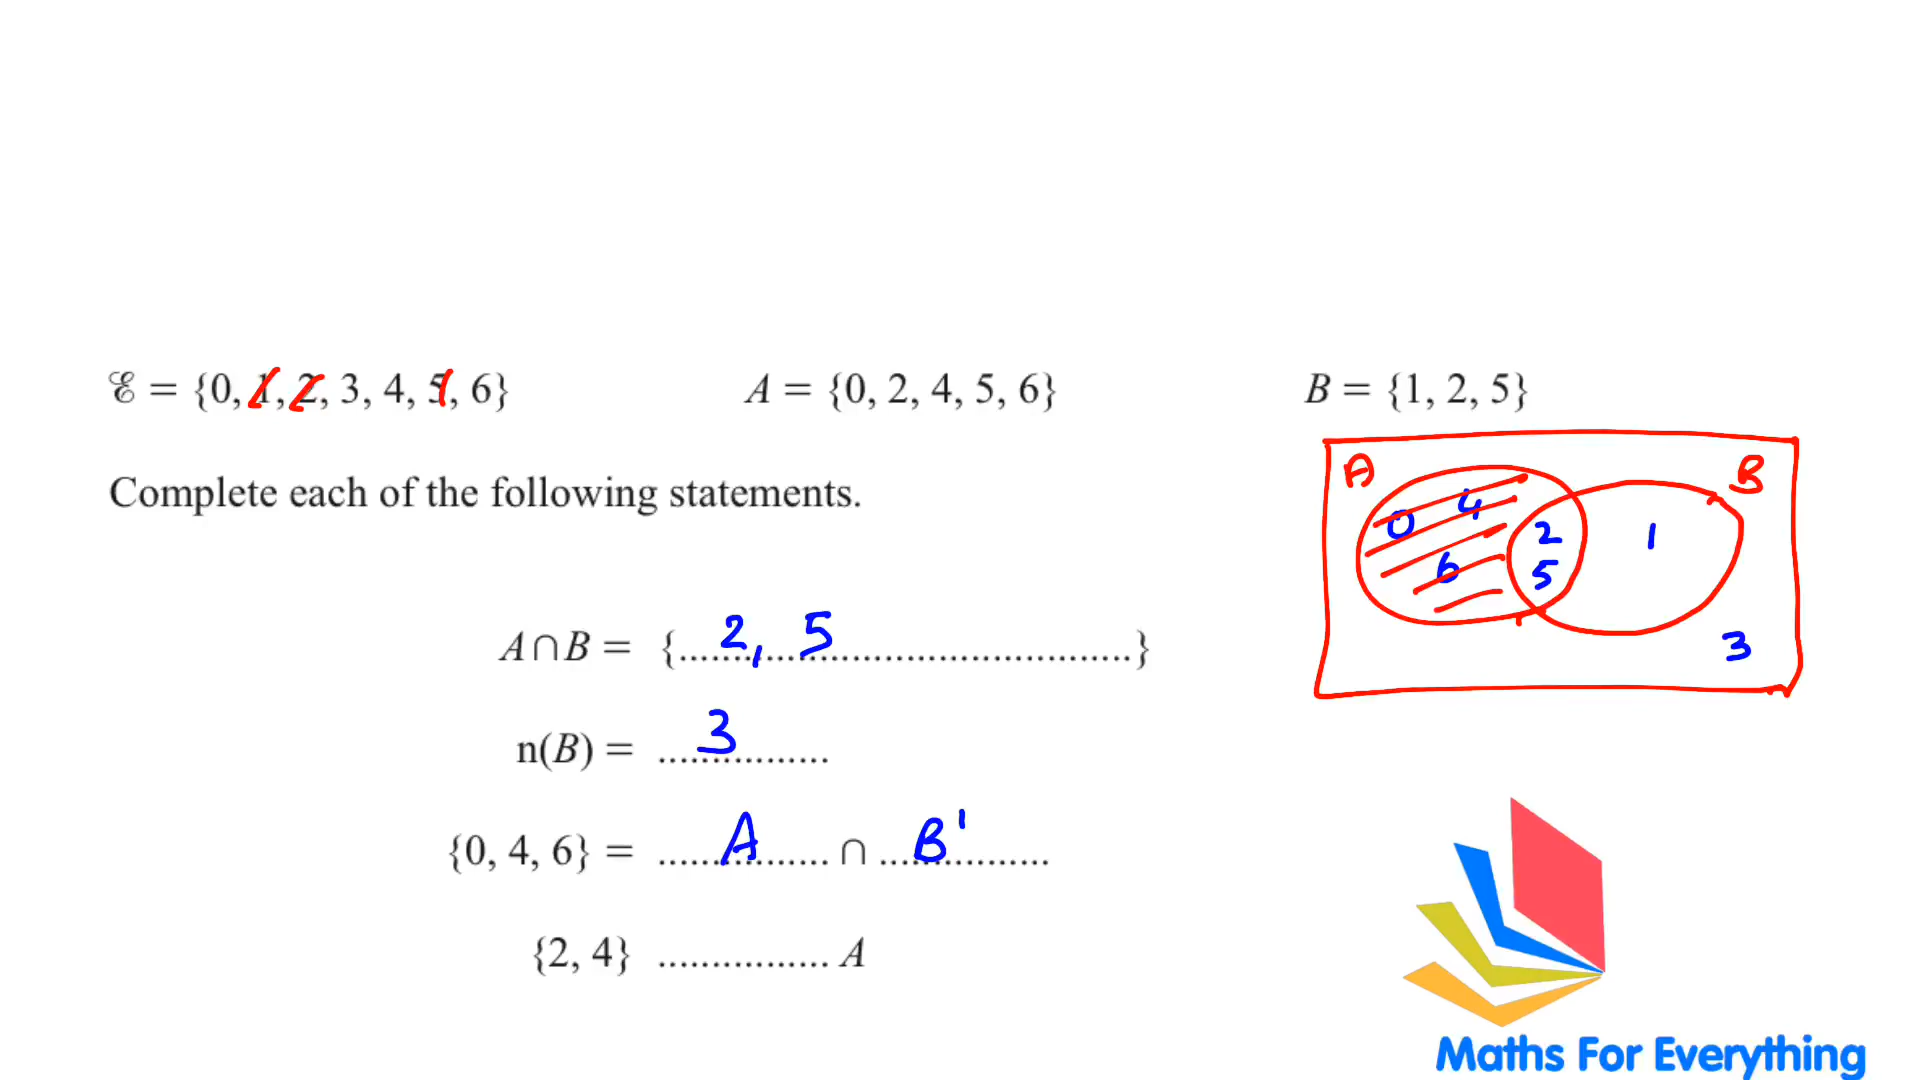 ℰ = {0, 1, 2, 3, 4, 5, 6} A = {0, 2, 4, 5, 6} B = {1, 2, 5}
Complete each of the following statements.
A B
0 4 2 1
6 5
3
A∩B = {...2, 5...}
n(B) = ...3...
{0, 4, 6} = ...A... ∩ ...B'...
{2, 4} ................ A
Maths For Everything